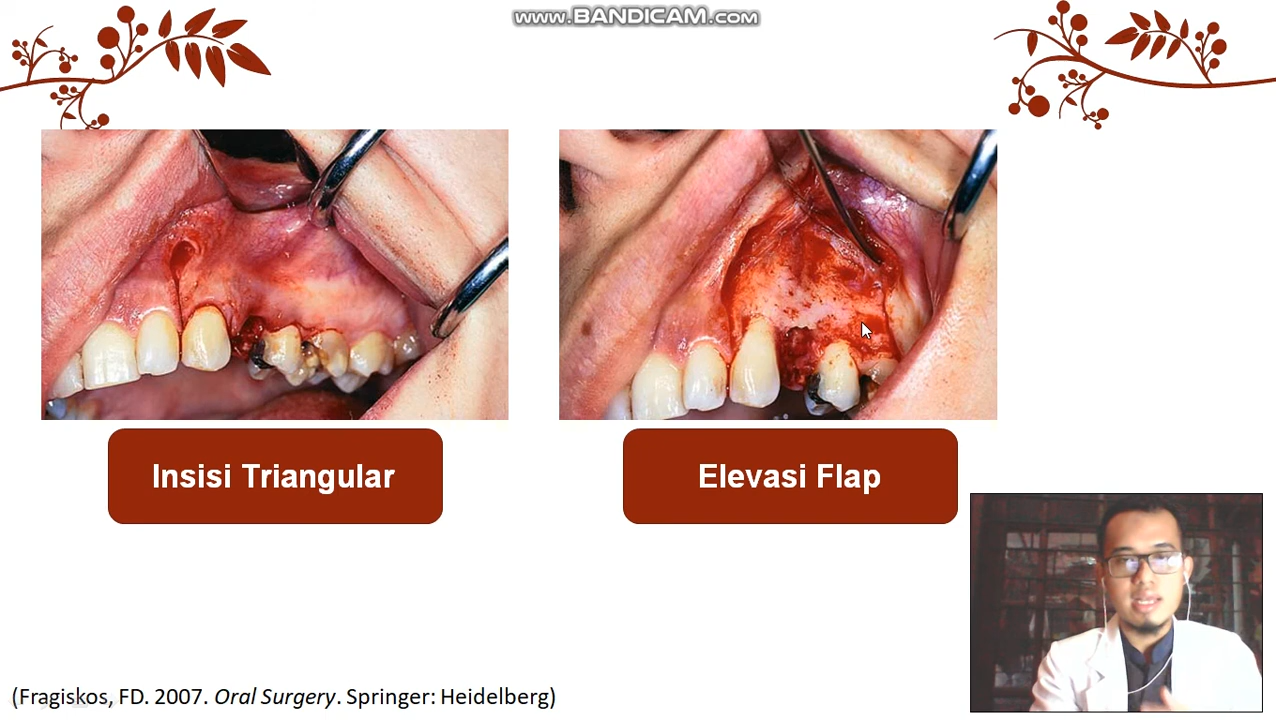 www.BANDICAM.com
Insisi Triangular
Elevasi Flap
(Fragiskos, FD. 2007. Oral Surgery. Springer: Heidelberg)